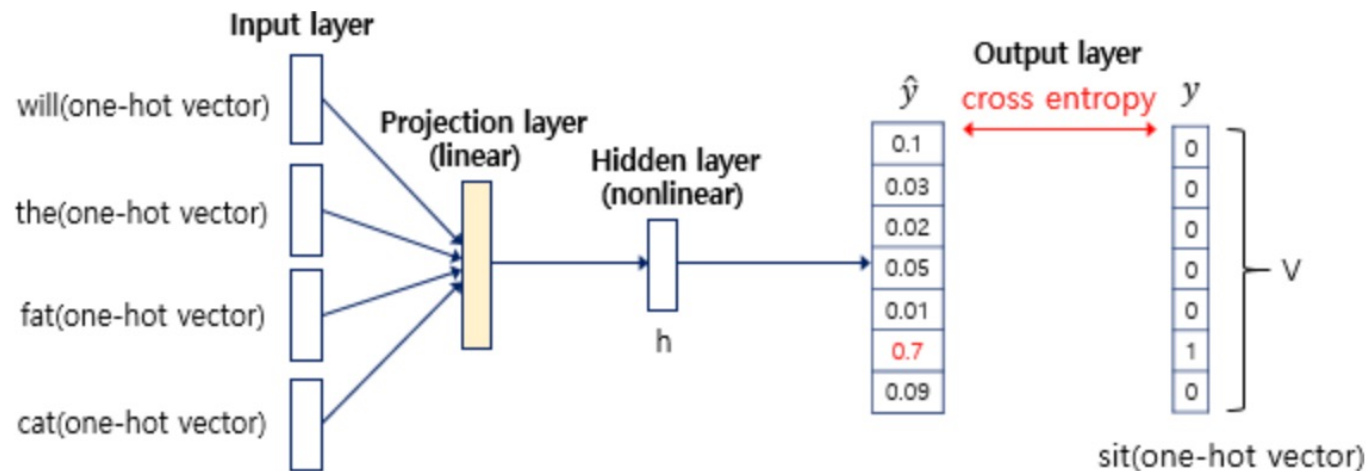 Input layer
will(one-hot vector)
the(one-hot vector)
fat(one-hot vector)
cat(one-hot vector)
Projection layer
(linear)
Hidden layer
(nonlinear)
h
Output layer
ŷ
cross entropy
y
0.1
0.03
0.02
0.05
0.01
0.7
0.09
0
0
0
0
0
1
0
V
sit(one-hot vector)